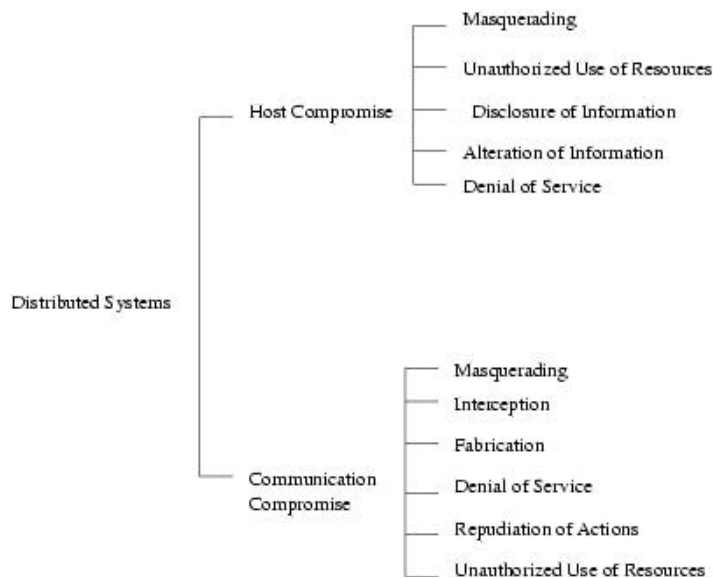 Masquerading
Unauthorized Use of Resources
Host Compromise
Disclosure of Information
Alteration of Information
Denial of Service
Distributed Systems
Masquerading
Interception
Fabrication
Communication
Compromise
Denial of Service
Repudiation of Actions
Unauthorized Use of Resources